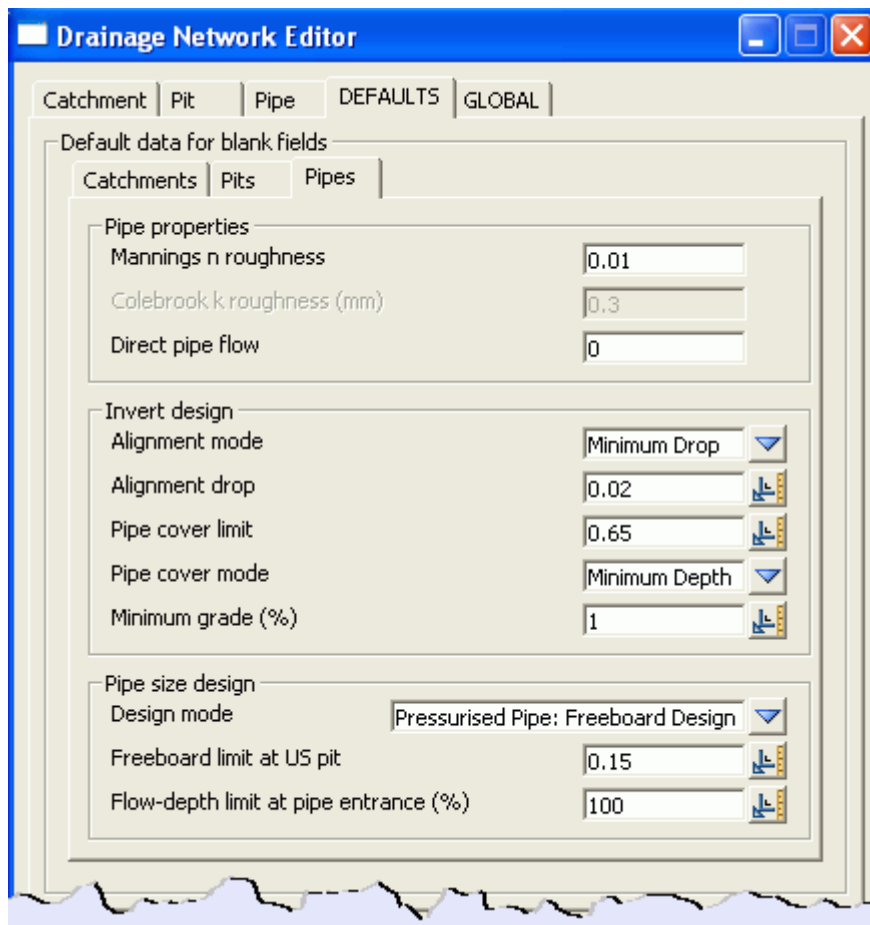 Drainage Network Editor
Catchment Pit Pipe DEFAULTS GLOBAL
Default data for blank fields
Catchments Pits Pipes
Pipe properties
Mannings n roughness 0.01
Colebrook k roughness (mm) 0.3
Direct pipe flow 0
Invert design
Alignment mode Minimum Drop
Alignment drop 0.02
Pipe cover limit 0.65
Pipe cover mode Minimum Depth
Minimum grade (%) 1
Pipe size design
Design mode Pressurised Pipe: Freeboard Design
Freeboard limit at US pit 0.15
Flow-depth limit at pipe entrance (%) 100